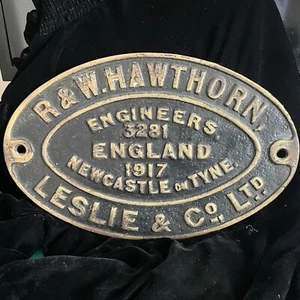 R & W. HAWTHORN,
ENGINEERS
3281
ENGLAND
1917
NEWCASTLE ON TYNE
LESLIE & Co. LTD